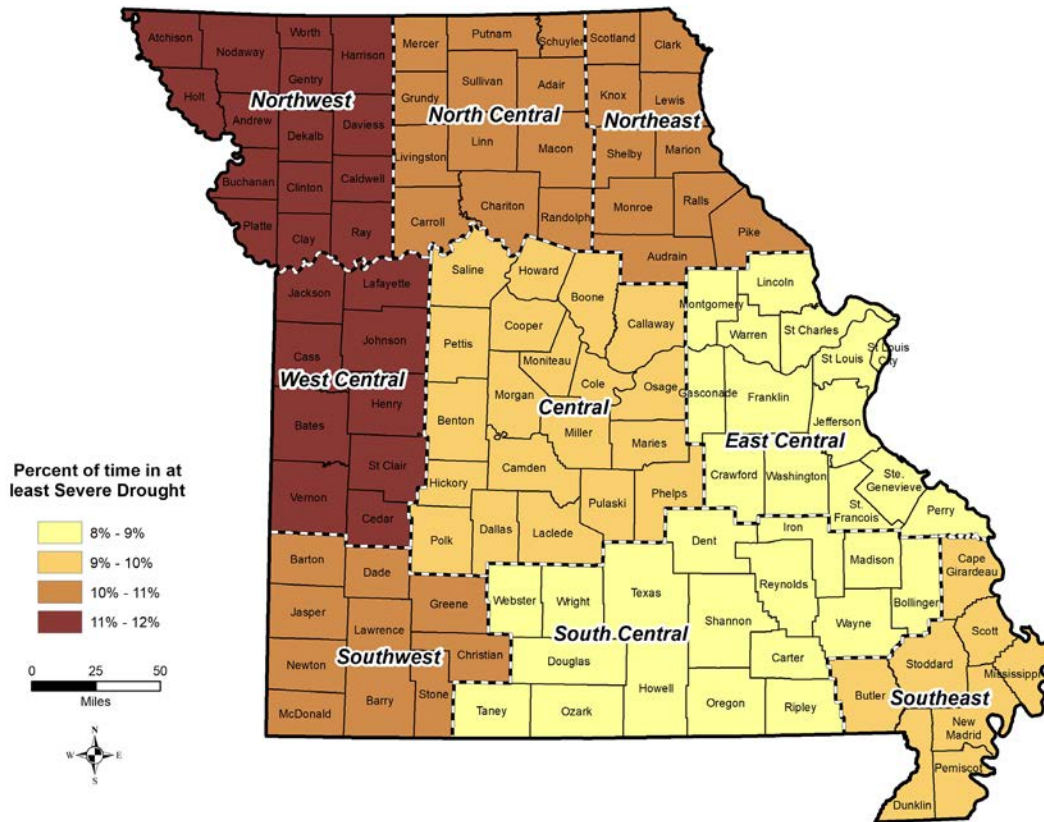 Atchison
Nodaway
Worth
Harrison
Mercer
Putnam
Schuyler
Scotland
Clark
Holt
Gentry
Northwest
Grundy
Sullivan
Adair
North Central
Knox
Lewis
Northeast
Andrew
Dekalb
Daviess
Livingston
Linn
Macon
Shelby
Marion
Buchanan
Clinton
Caldwell
Platte
Clay
Ray
Carroll
Chariton
Randolph
Monroe
Ralls
Pike
Audrain
Jackson
Lafayette
Saline
Howard
Boone
Callaway
Montgomery
Lincoln
Warren
St Charles
Cass
Johnson
West Central
Pettis
Cooper
Moniteau
Cole
Osage
Gasconade
Franklin
St Louis
St Louis
City
Bates
Henry
Benton
Morgan
Central
Miller
Maries
East Central
Jefferson
Vernon
St Clair
Cedar
Hickory
Camden
Pulaski
Phelps
Crawford
Washington
Ste.
Genevieve
St.
Francois
Perry
Percent of time in at
least Severe Drought
8% - 9%
9% - 10%
10% - 11%
11% - 12%
0 25 50
Miles
N
W E
S
Polk
Dallas
Laclede
Dent
Iron
Barton
Dade
Greene
Webster
Wright
Texas
Reynolds
Madison
Bollinger
Cape
Girardeau
Jasper
Lawrence
Southwest
Christian
South Central
Shannon
Wayne
Scott
Newton
Douglas
Carter
Stoddard
Mississippi
McDonald
Barry
Stone
Taney
Ozark
Howell
Oregon
Ripley
Butler
Southeast
New
Madrid
Pemiscot
Dunklin